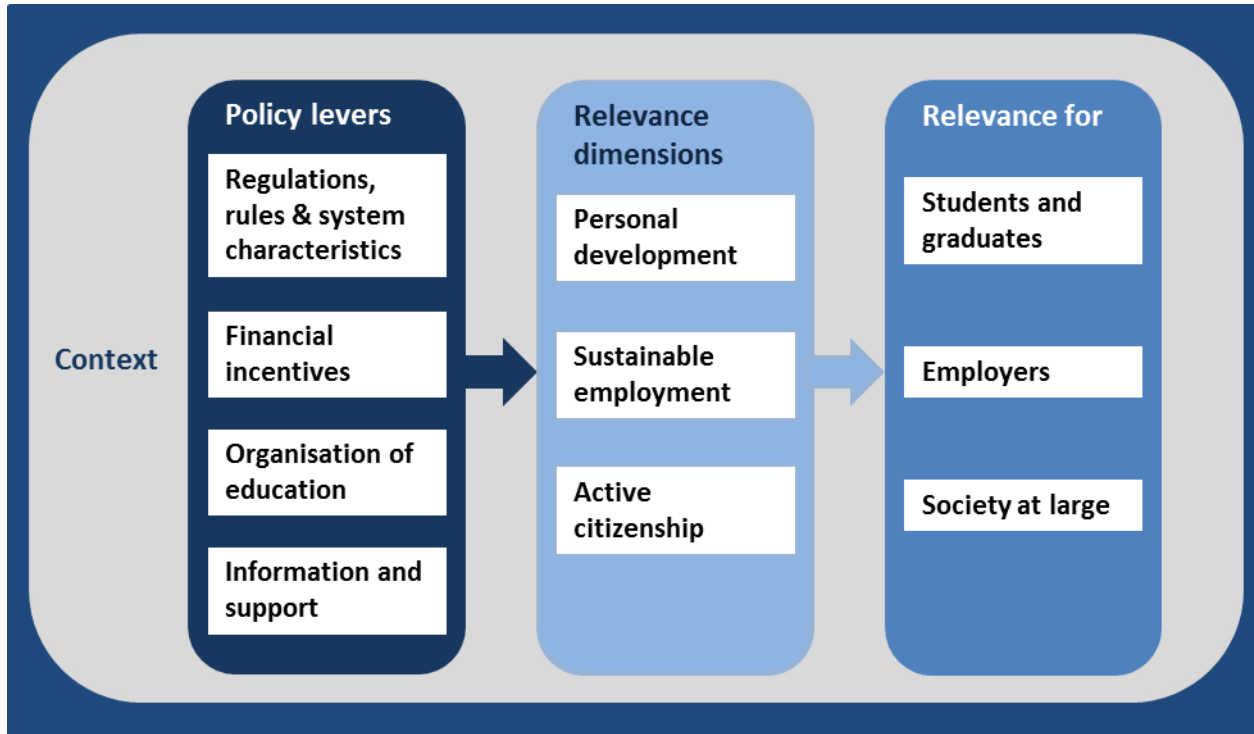 Context
Policy levers
Regulations,
rules & system
characteristics
Financial
incentives
Organisation of
education
Information and
support
Relevance
dimensions
Personal
development
Sustainable
employment
Active
citizenship
Relevance for
Students and
graduates
Employers
Society at large